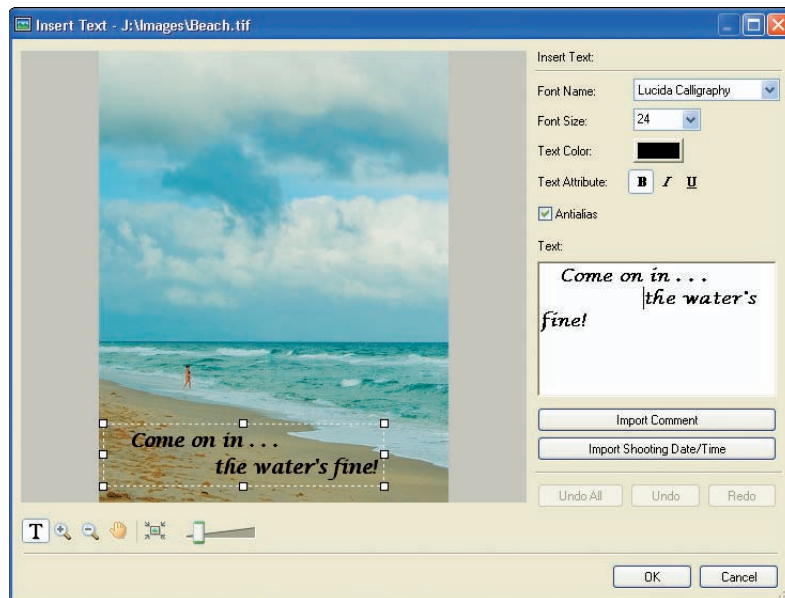 Insert Text - J:\Images\Beach.tif
Insert Text:
Font Name:
Lucida Calligraphy
Font Size:
24
Text Color:
Text Attribute:
B I U
Antialias
Text:
Come on in . . .
the water's
fine!
Import Comment
Import Shooting Date/Time
Undo All
Undo
Redo
Come on in . . .
the water's fine!
T
OK
Cancel